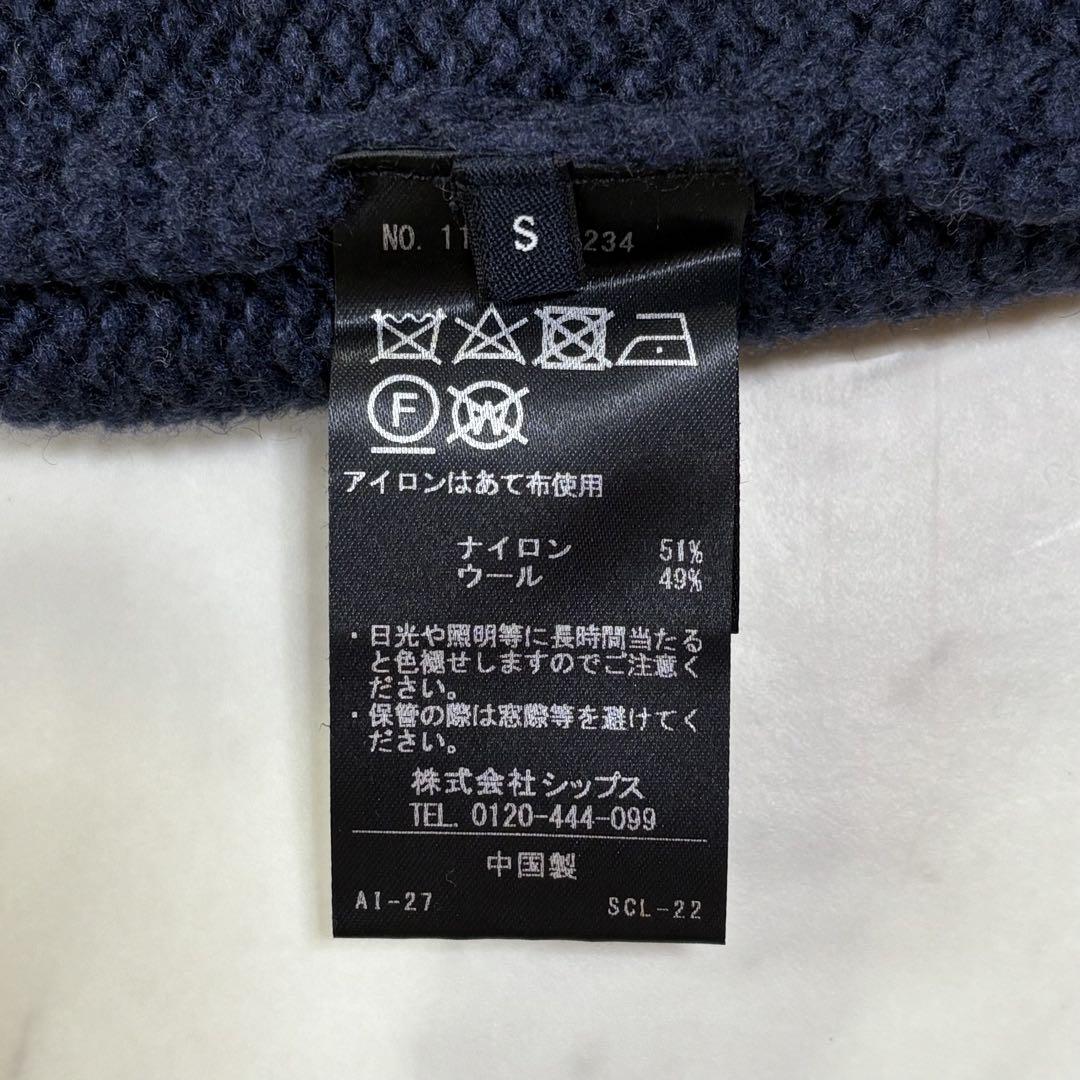 NO. 11 234
S
F
W
アイロンはあて布使用
ナイロン 51%
ウール 49%
・日光や照明等に長時間当たる
と色褪せしますのでご注意く
ださい。
・保管の際は窓際等を避けてく
ださい。
株式会社シップス
TEL. 0120-444-099
中国製
AI-27 SCL-22